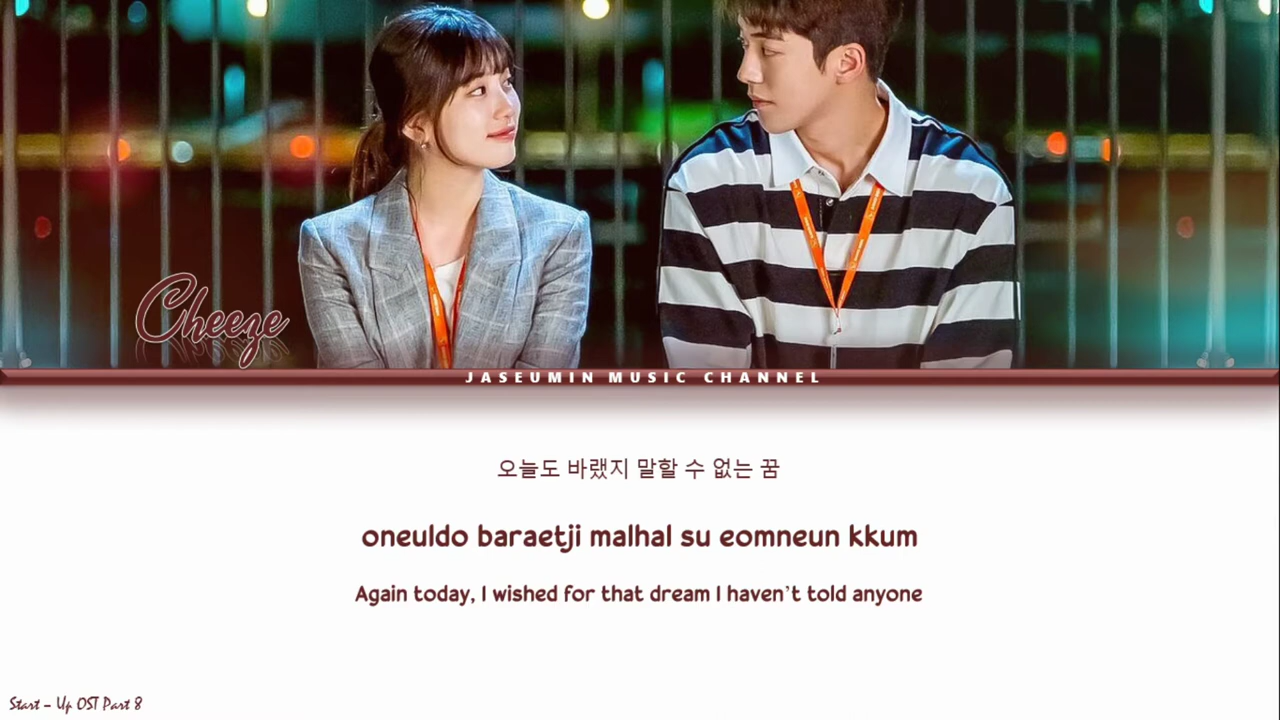 Cheeze
JASEUMIN MUSIC CHANNEL
오늘도 바랬지 말할 수 없는 꿈
oneuldo baraetji malhal su eomneun kkum
Again today, I wished for that dream I haven't told anyone
Start - Up OST Part 8